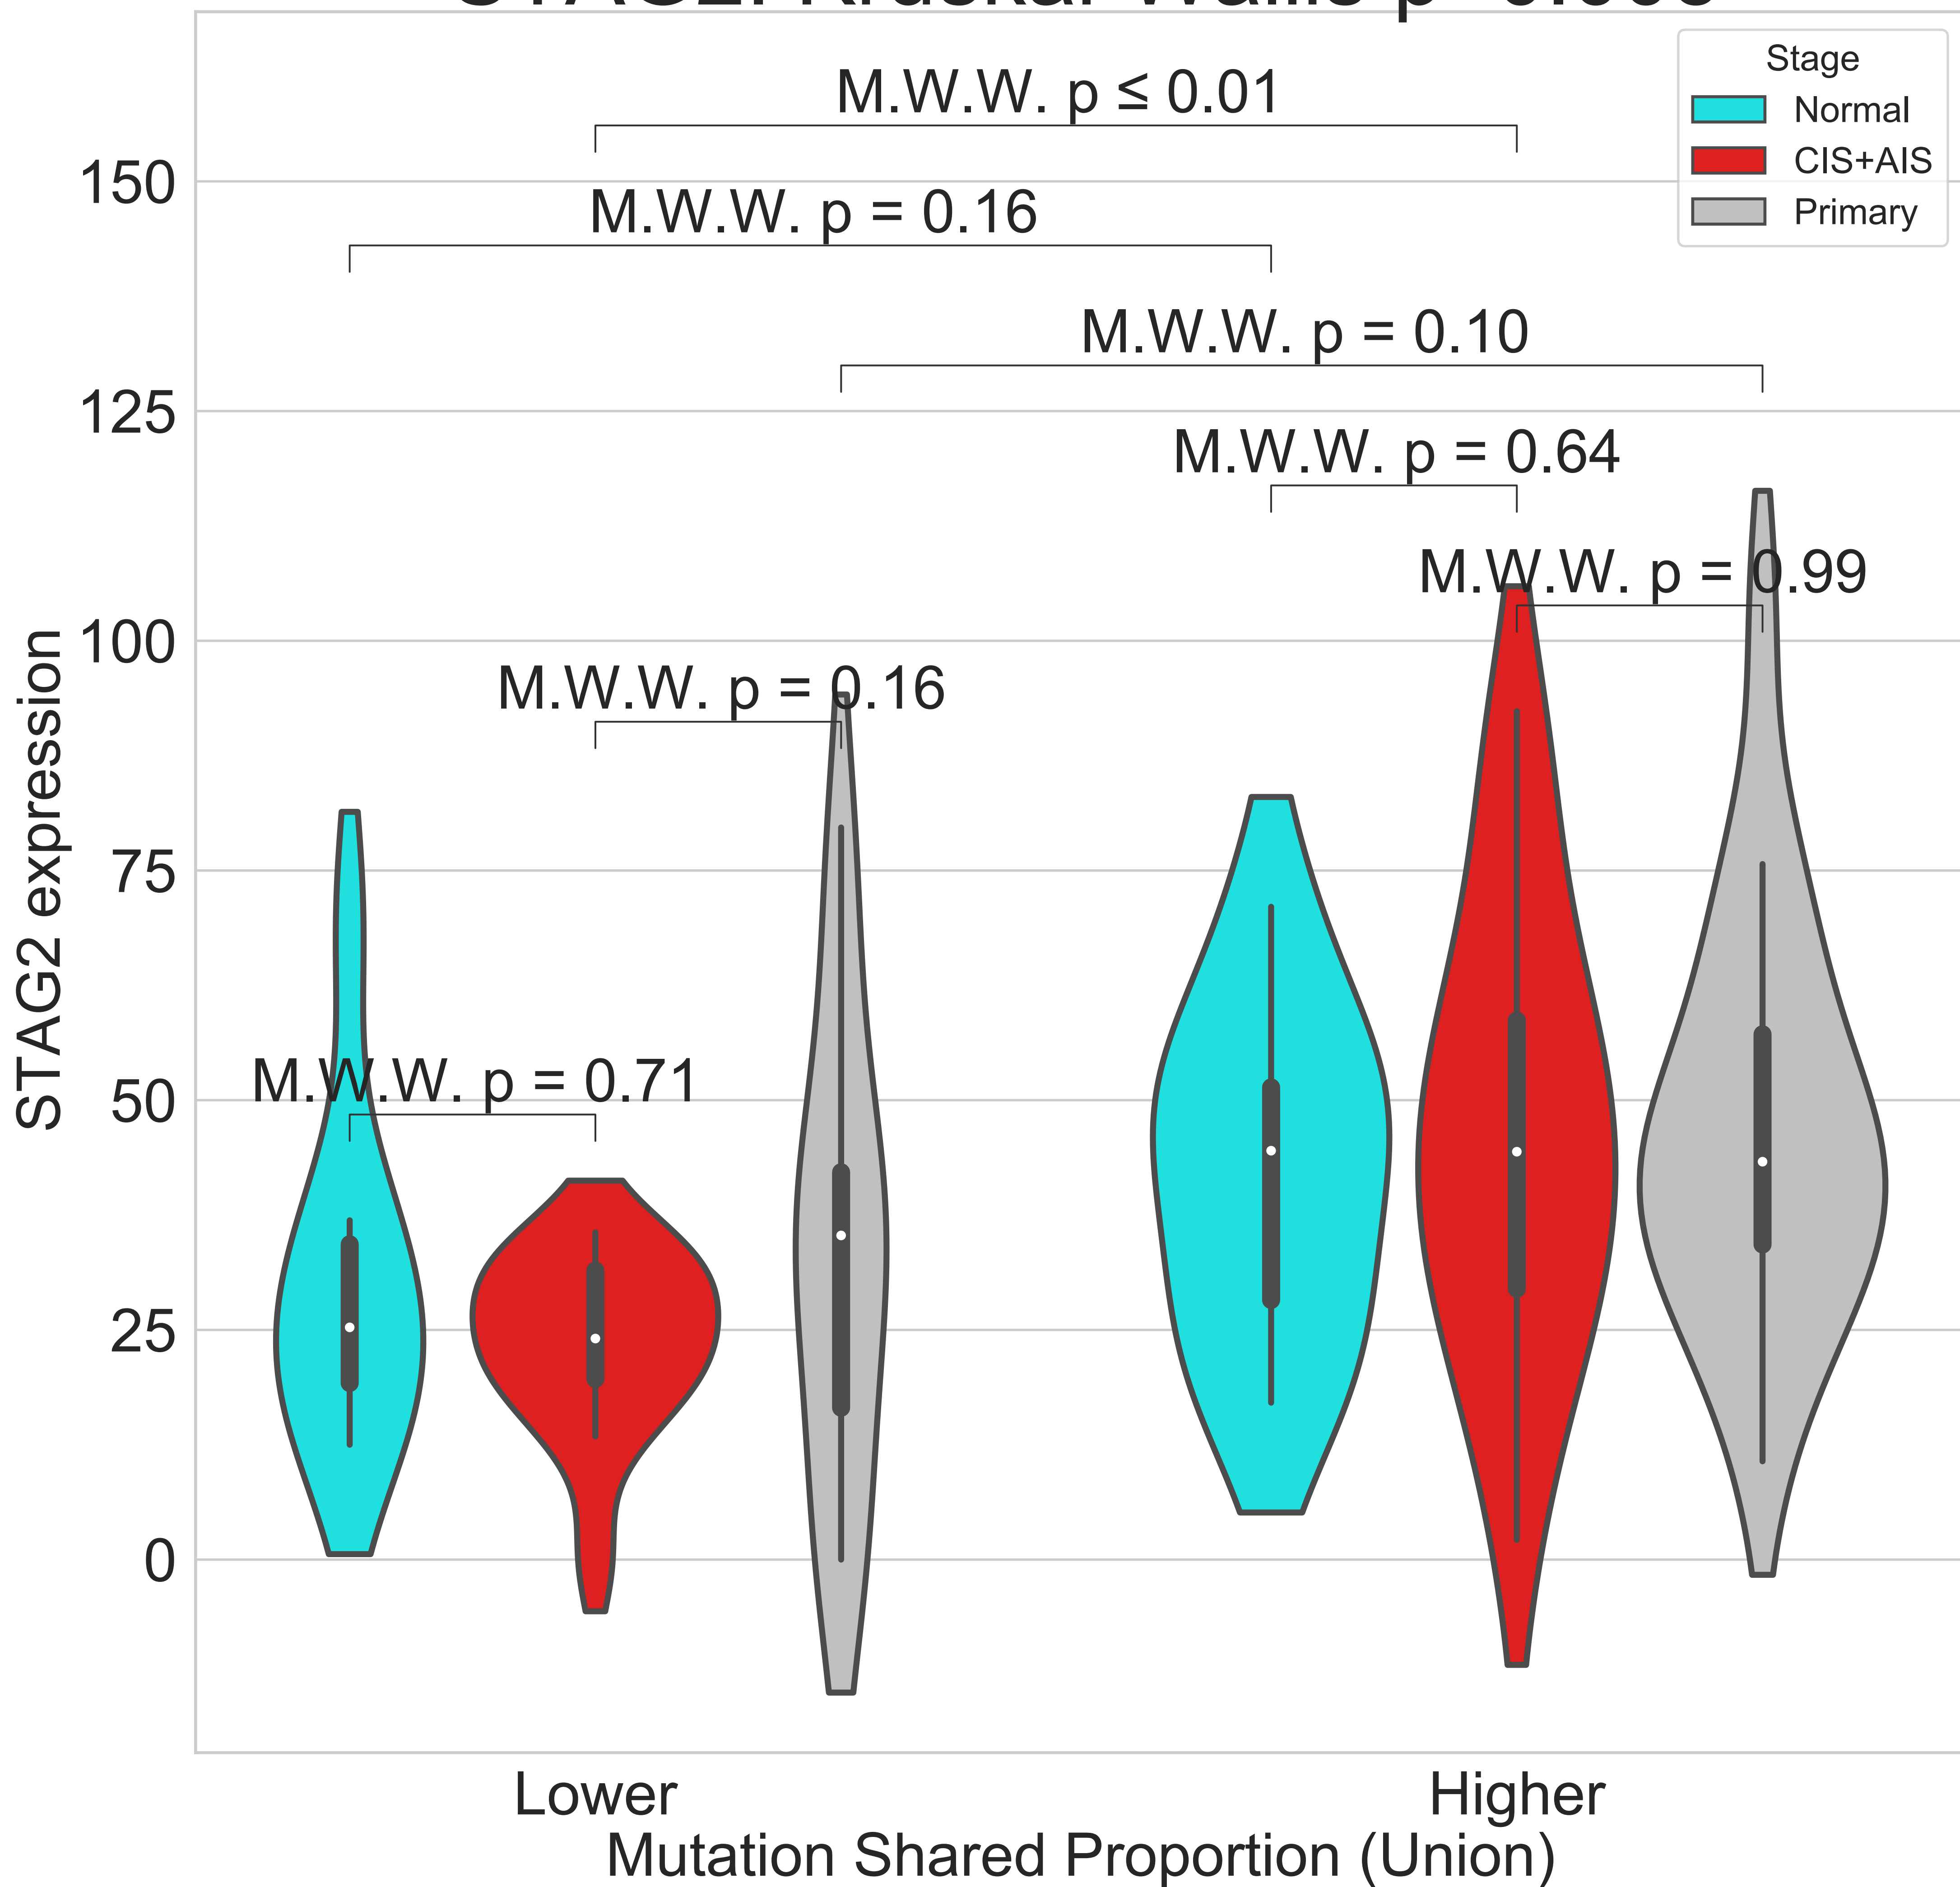 M.W.W. p ≤ 0.01
Stage
Normal
CIS+AIS
Primary
150
M.W.W. p = 0.16
M.W.W. p = 0.10
125
M.W.W. p = 0.64
M.W.W. p = 0.99
100
M.W.W. p = 0.16
75
M.W.W. p = 0.71
50
25
0
STAG2 expression
Lower
Higher
Mutation Shared Proportion (Union)